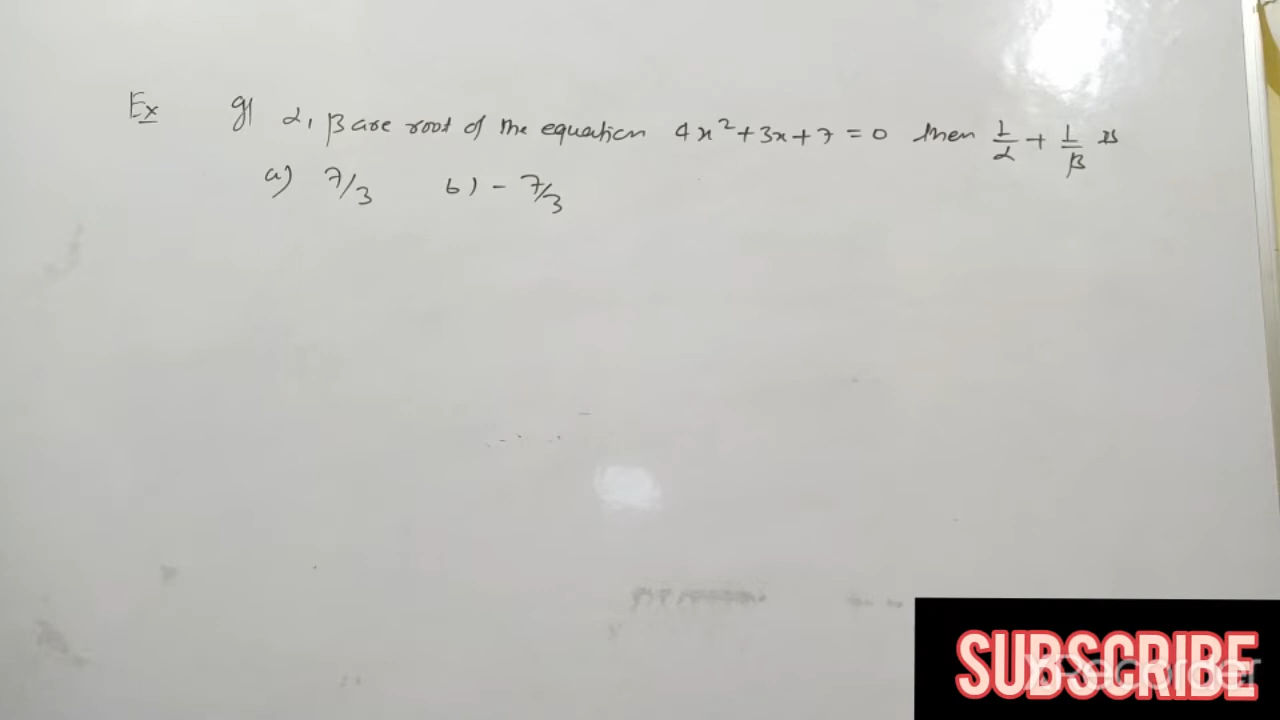 Ex If α, β are root of the equation 4x² + 3x + 7 = 0 then 1/α + 1/β is
a) 7/3 b) - 7/3
SUBSCRIBE
XRecorder